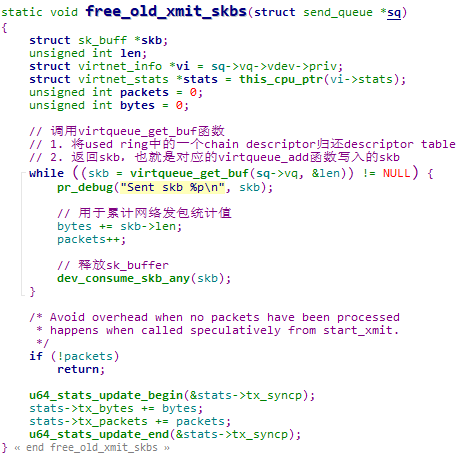 static void free_old_xmit_skbs(struct send_queue *sq)
{
    struct sk_buff *skb;
    unsigned int len;
    struct virtnet_info *vi = sq->vq->vdev->priv;
    struct virtnet_stats *stats = this_cpu_ptr(vi->stats);
    unsigned int packets = 0;
    unsigned int bytes = 0;

    // 调用virtqueue_get_buf函数
    // 1. 将used ring中的一个chain descriptor归还descriptor table
    // 2. 返回skb，也就是对应的virtqueue_add函数写入的skb
    while ((skb = virtqueue_get_buf(sq->vq, &len)) != NULL) {
        pr_debug("Sent skb %p\n", skb);

        // 用于累计网络发包统计值
        bytes += skb->len;
        packets++;

        // 释放sk_buffer
        dev_consume_skb_any(skb);
    }

    /* Avoid overhead when no packets have been processed
     * happens when called speculatively from start_xmit.
     */
    if (!packets)
        return;

    u64_stats_update_begin(&stats->tx_syncp);
    stats->tx_bytes += bytes;
    stats->tx_packets += packets;
    u64_stats_update_end(&stats->tx_syncp);
} « end free_old_xmit_skbs »